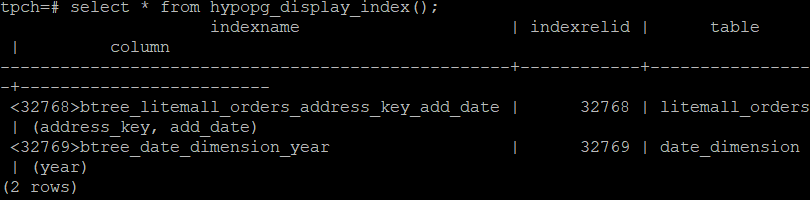 tpch=# select * from hypopg_display_index();
indexname | indexrelid | table
| column
----------------------------------------------------+------------+----------------
-+--------------------------
<32768>btree_litemall_orders_address_key_add_date | 32768 | litemall_orders
| (address_key, add_date)
<32769>btree_date_dimension_year | 32769 | date_dimension
| (year)
(2 rows)